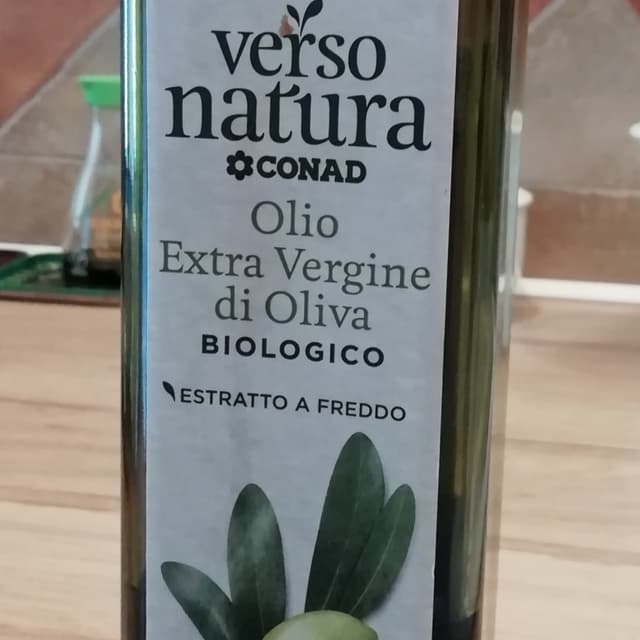 verso
natura
CONAD
Olio
Extra Vergine
di Oliva
BIOLOGICO
ESTRATTO A FREDDO